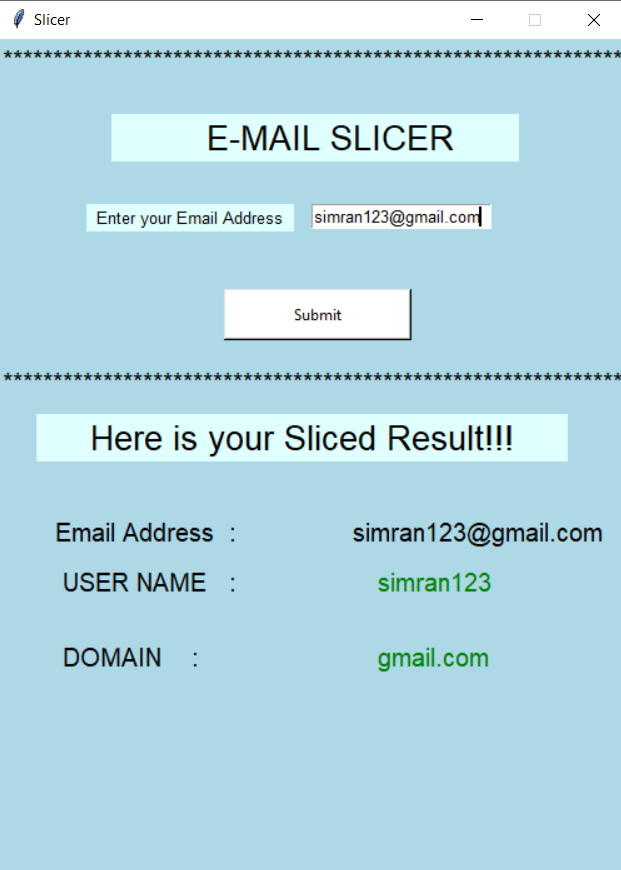 Slicer
**************************************************************
E-MAIL SLICER
Enter your Email Address simran123@gmail.com
Submit
**************************************************************
Here is your Sliced Result!!!
Email Address : simran123@gmail.com
USER NAME : simran123
DOMAIN : gmail.com